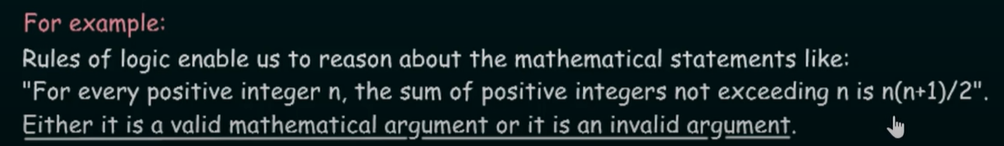 For example:
Rules of logic enable us to reason about the mathematical statements like:
"For every positive integer n, the sum of positive integers not exceeding n is n(n+1)/2".
Either it is a valid mathematical argument or it is an invalid argument.